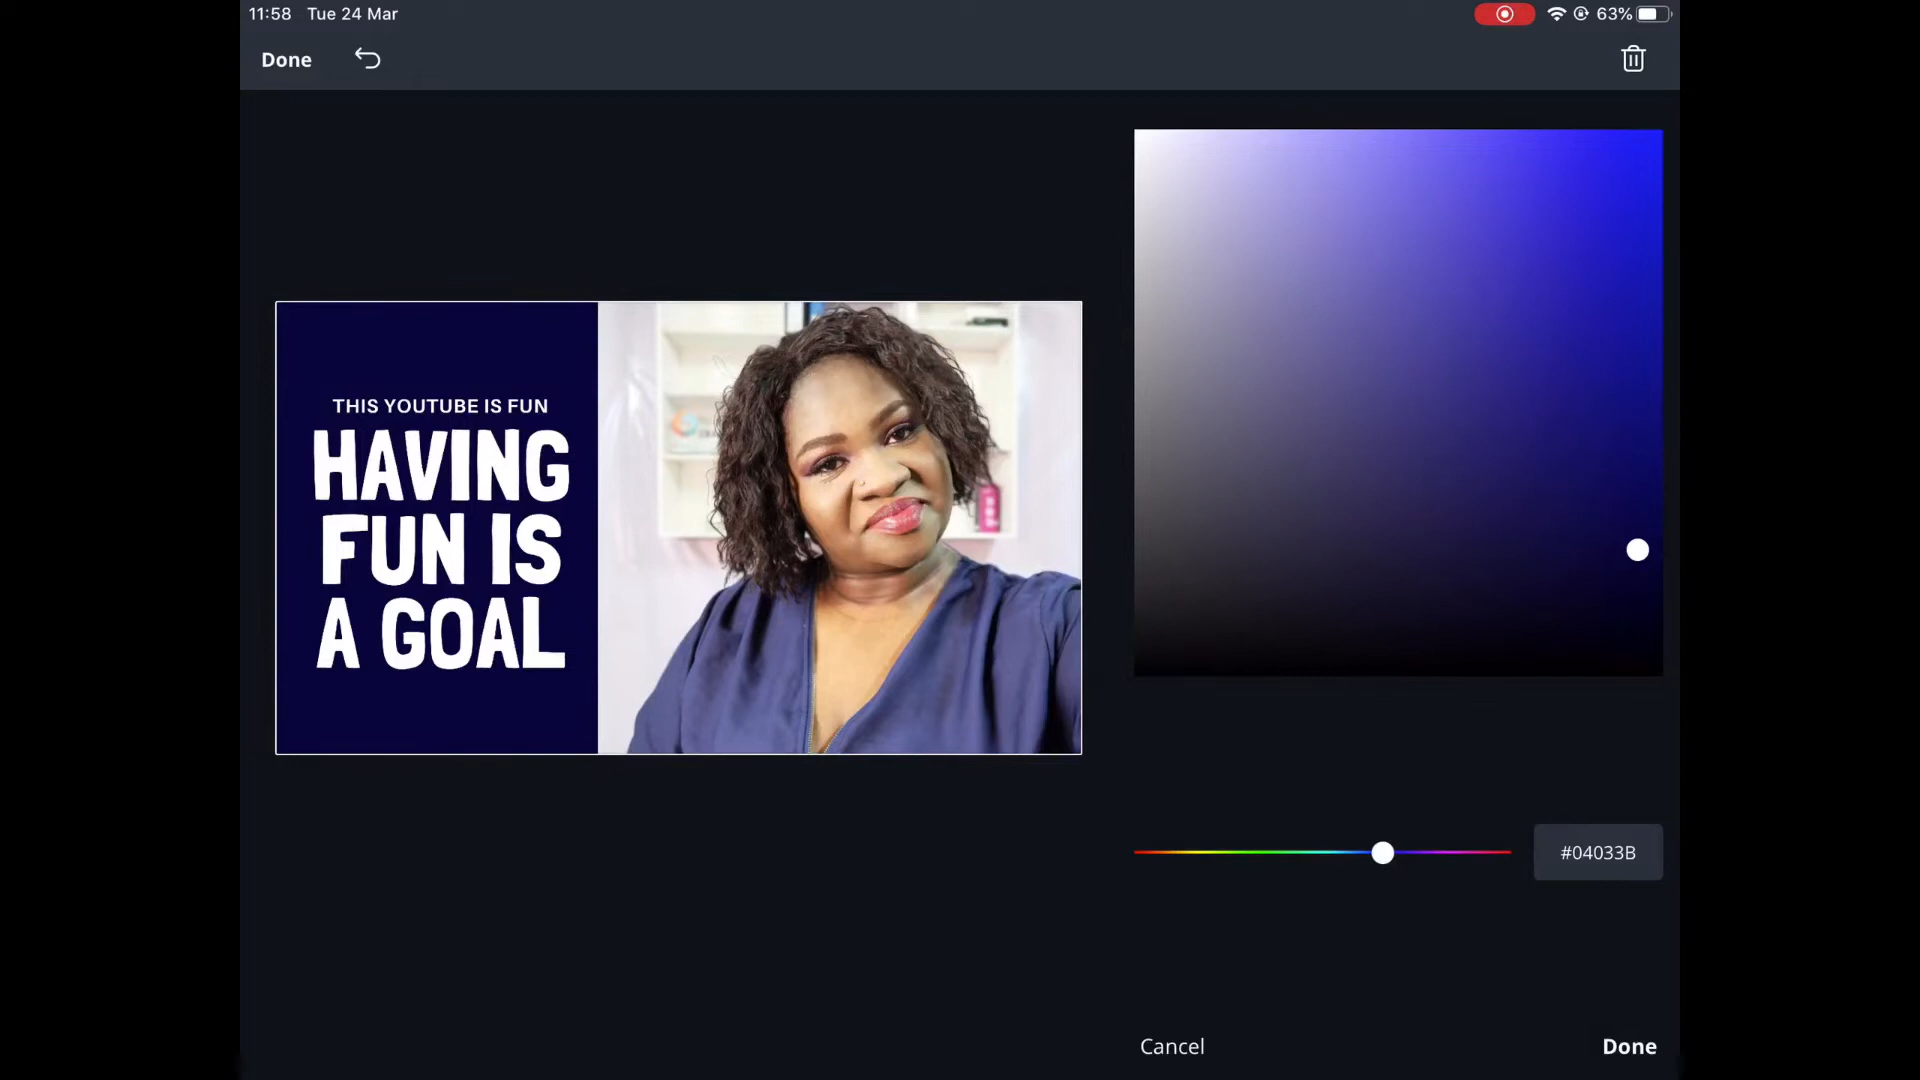 11:58 Tue 24 Mar
63%
Done
THIS YOUTUBE IS FUN
HAVING
FUN IS
A GOAL
#04033B
Cancel
Done